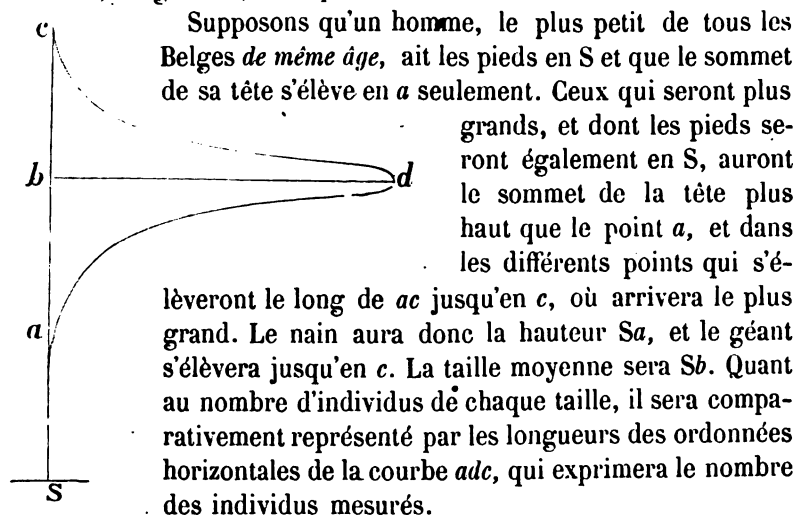 c
Supposons qu'un homme, le plus petit de tous les
Belges de même âge, ait les pieds en S et que le sommet
de sa tête s'élève en a seulement. Ceux qui seront plus
grands, et dont les pieds se-
ront également en S, auront
b
d
le sommet de la tête plus
haut que le point a, et dans
les différents points qui s'é-
lèveront le long de ac jusqu'en c, où arrivera le plus
a
grand. Le nain aura donc la hauteur Sa, et le géant
s'élèvera jusqu'en c. La taille moyenne sera Sb. Quant
au nombre d'individus de chaque taille, il sera compa-
rativement représenté par les longueurs des ordonnées
horizontales de la courbe adc, qui exprimera le nombre
S
des individus mesurés.